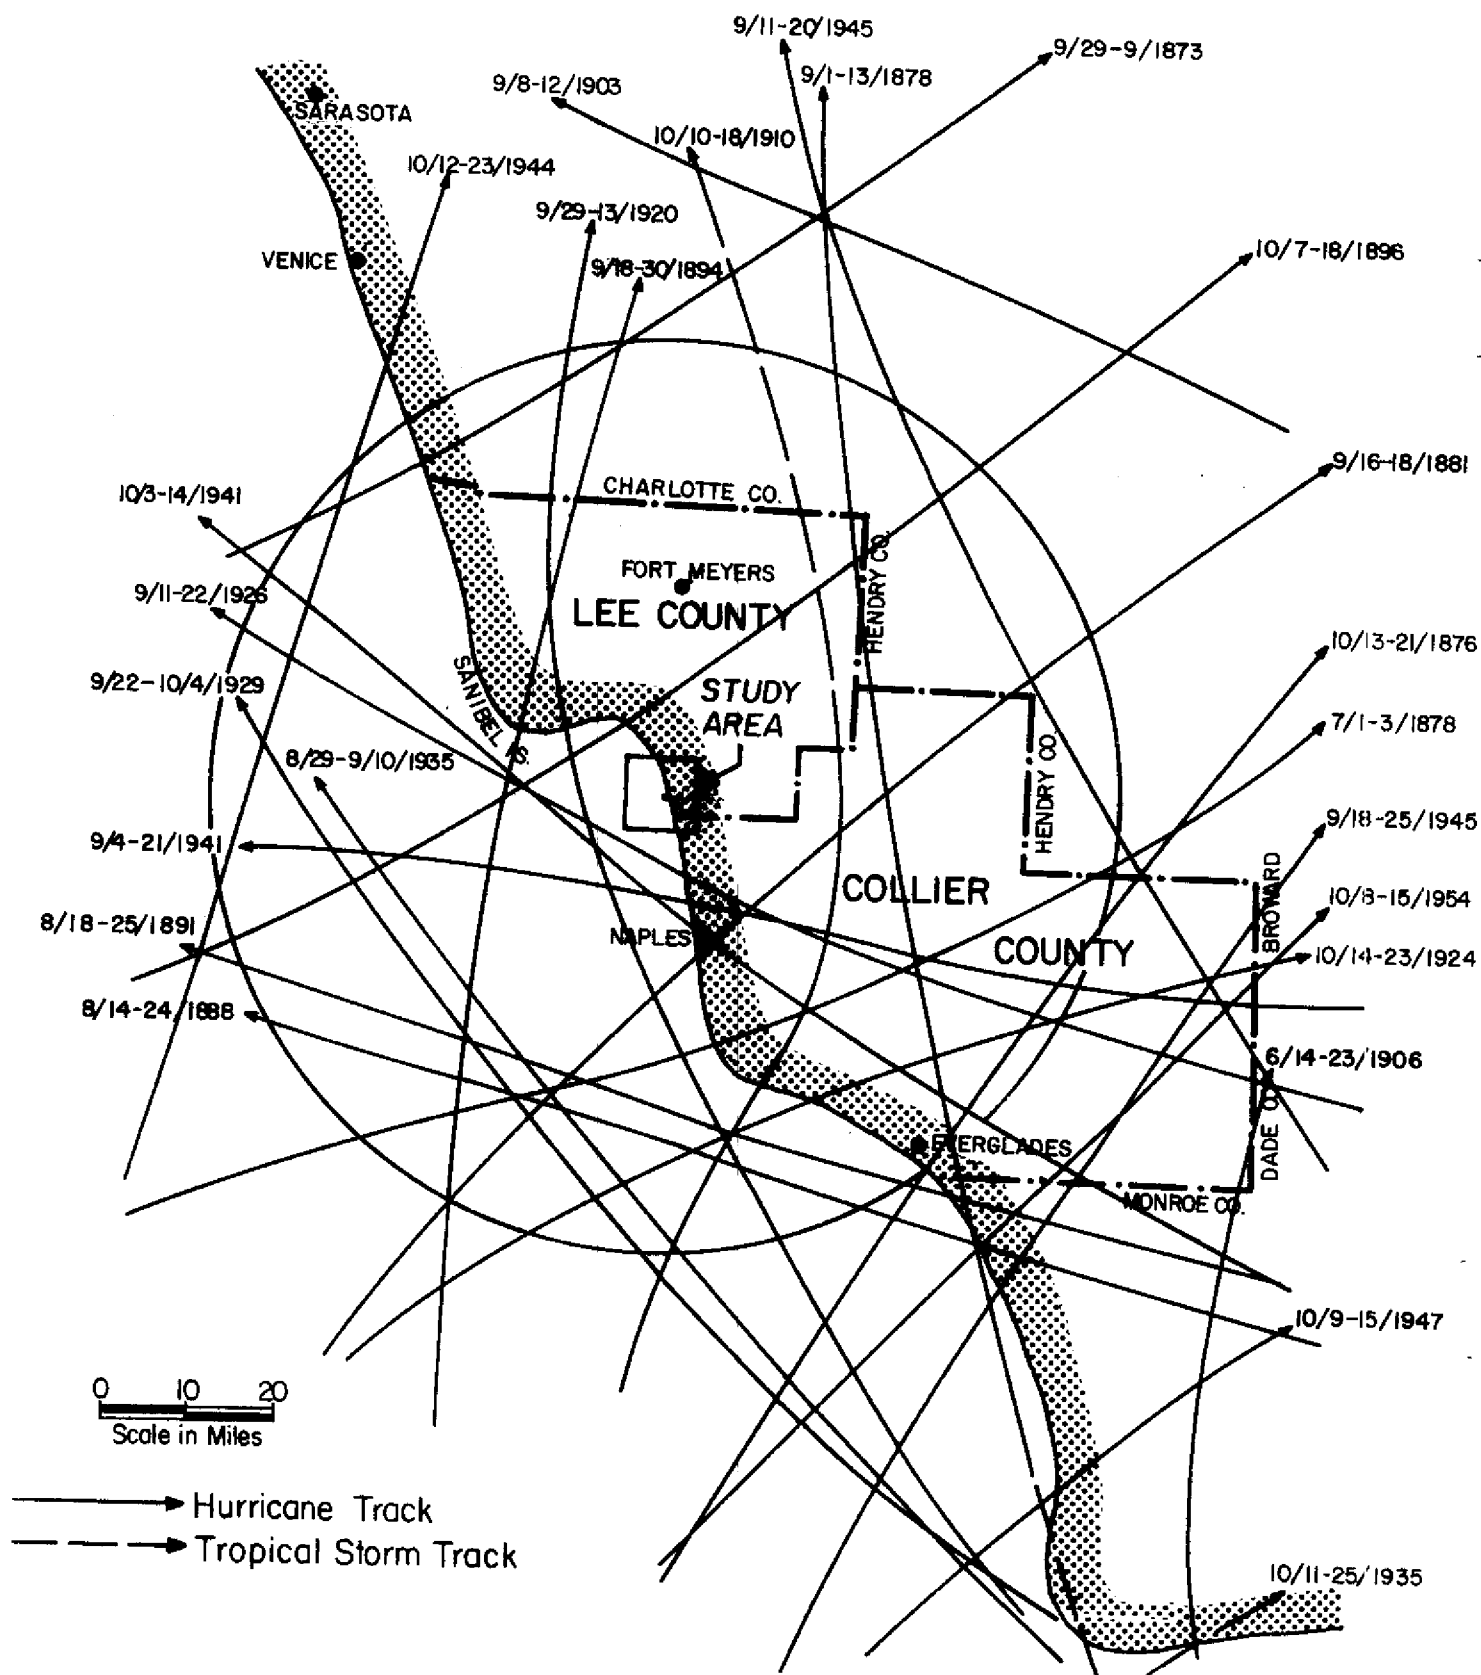 9/11-20/1945
9/29-9/1873
9/1-13/1878
9/8-12/1903
SARASOTA
10/10-18/1910
10/12-23/1944
9/29-13/1920
VENICE
9/18-30/1894
10/7-18/1896
9/16-18/1881
CHARLOTTE CO.
10/3-14/1941
HENDRY CO.
FORT MEYERS
9/11-22/1926
LEE COUNTY
10/13-21/1876
SANIBEL IS.
STUDY
AREA
9/22-10/4/1929
7/1-3/1878
8/29-9/10/1935
HENDRY CO.
9/18-25/1945
9/4-21/1941
COLLIER
10/8-15/1954
BROWARD
8/18-25/1891
NAPLES
COUNTY
10/14-23/1924
8/14-24/1888
6/14-23/1906
EVERGLADES
DADE CO.
MONROE CO.
10/9-15/1947
0 10 20
Scale in Miles
Hurricane Track
Tropical Storm Track
10/11-25/1935